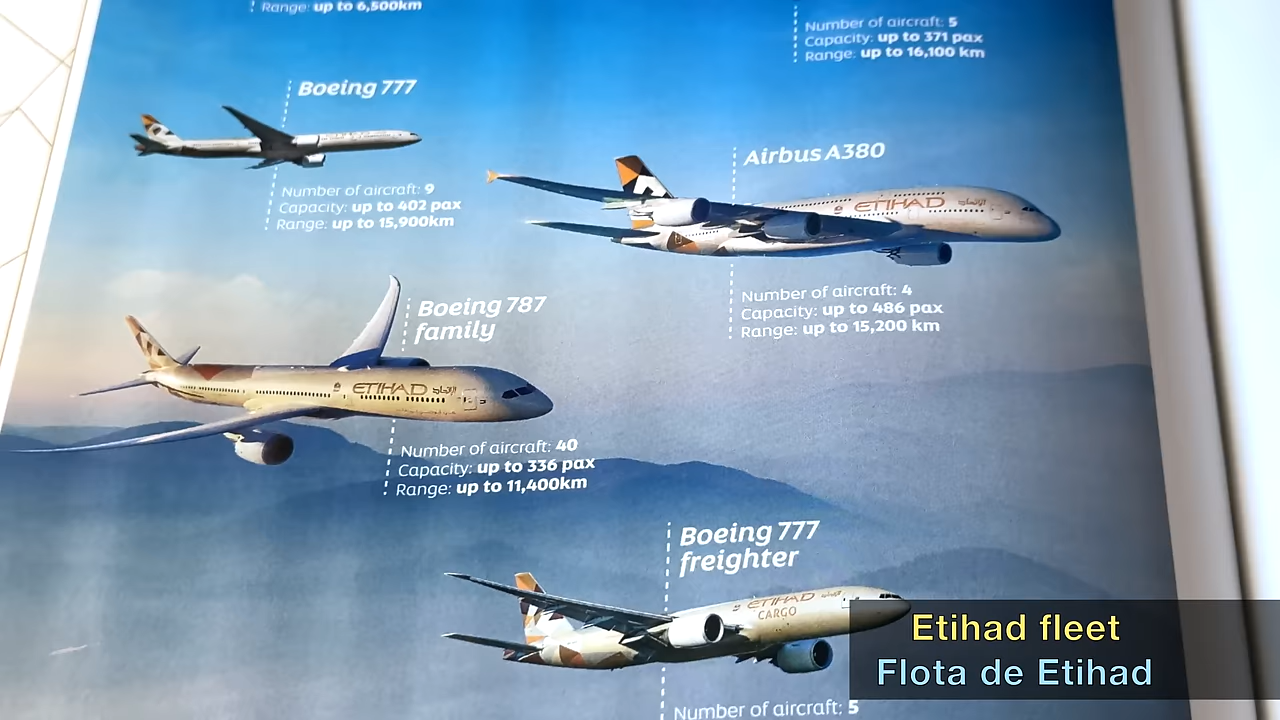 Range: up to 6,500km
Number of aircraft: 5
Capacity: up to 371 pax
Range: up to 16,100 km
Boeing 777
Number of aircraft: 9
Capacity: up to 402 pax
Range: up to 15,900km
Airbus A380
ETIHAD
Number of aircraft: 4
Capacity: up to 486 pax
Range: up to 15,200 km
Boeing 787
family
ETIHAD الإتحاد
Number of aircraft: 40
Capacity: up to 336 pax
Range: up to 11,400km
Boeing 777
freighter
ETIHAD
CARGO
Number of aircraft: 5
Etihad fleet
Flota de Etihad